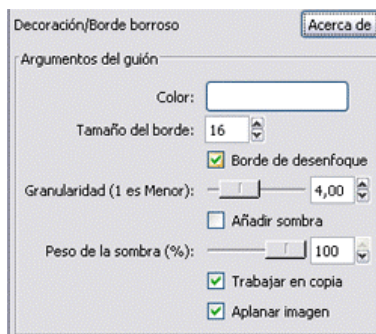 Decoración/Borde borroso Acerca de
Argumentos del guión
Color:
Tamaño del borde: 16
Borde de desenfoque
Granularidad (1 es Menor): 4,00
Añadir sombra
Peso de la sombra (%): 100
Trabajar en copia
Aplanar imagen